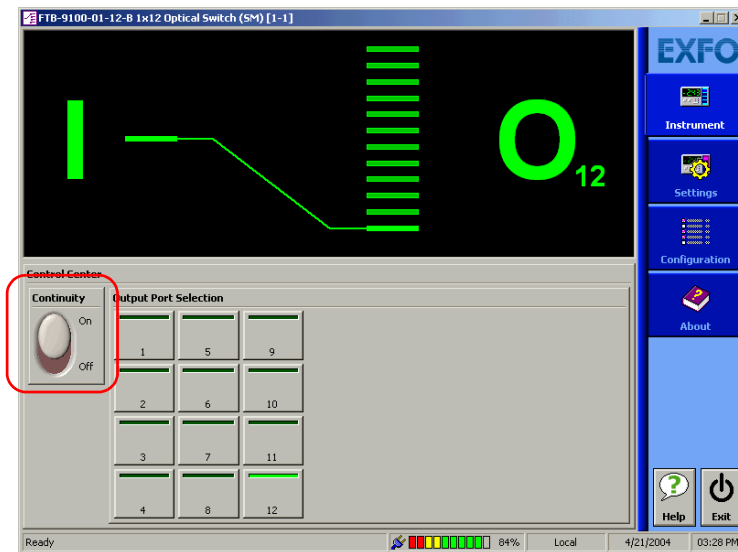 FTB-9100-01-12-B 1x12 Optical Switch (SM) [1-1]
I O12
EXFO
Instrument
Settings
Configuration
About
Control Center
Continuity
On
Off
Output Port Selection
1 5 9
2 6 10
3 7 11
4 8 12
Help Exit
Ready 84% Local 4/21/2004 03:28 PM